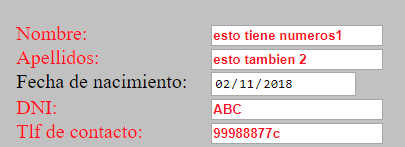 Nombre: esto tiene numeros1
Apellidos: esto tambien 2
Fecha de nacimiento: 02/11/2018
DNI: ABC
Tlf de contacto: 99988877c